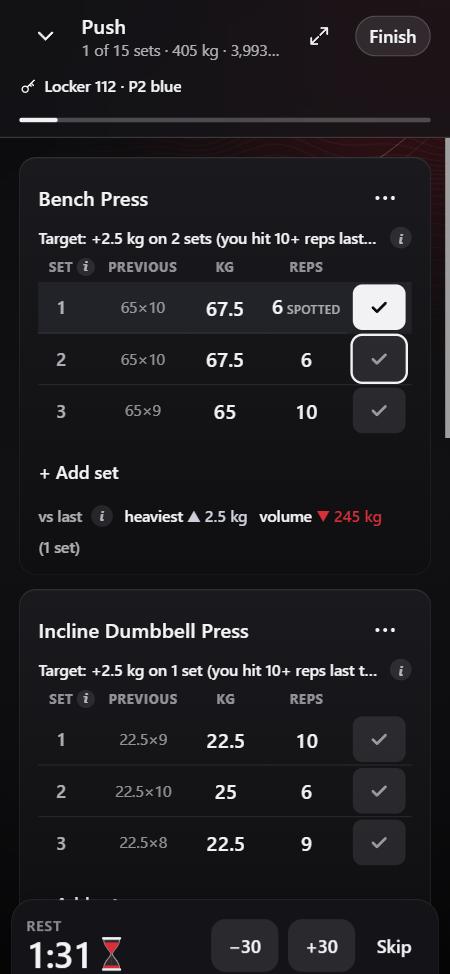 Push
1 of 15 sets · 405 kg · 3,993...
Finish
Locker 112 · P2 blue
Bench Press
Target: +2.5 kg on 2 sets (you hit 10+ reps last... i
SET i PREVIOUS KG REPS
1 65×10 67.5 6 SPOTTED
2 65×10 67.5 6
3 65×9 65 10
+ Add set
vs last i heaviest ▲ 2.5 kg volume ▼ 245 kg
(1 set)
Incline Dumbbell Press
Target: +2.5 kg on 1 set (you hit 10+ reps last t... i
SET i PREVIOUS KG REPS
1 22.5×9 22.5 10
2 22.5×10 25 6
3 22.5×8 22.5 9
REST
1:31 −30 +30 Skip